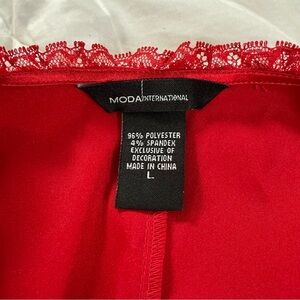 MODA INTERNATIONAL
96% POLYESTER
4% SPANDEX
EXCLUSIVE OF
DECORATION
MADE IN CHINA
L